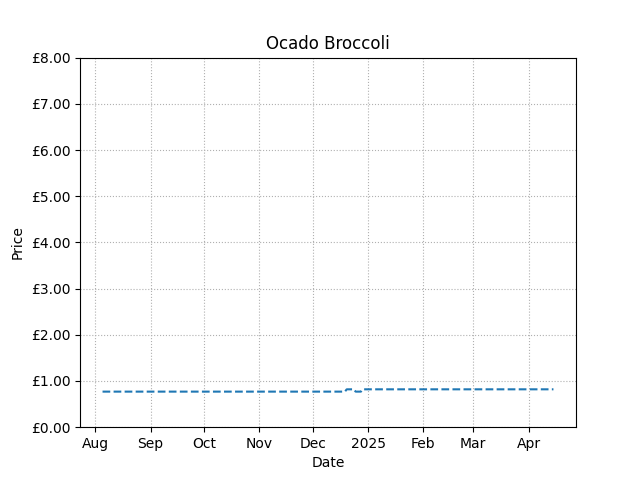 Ocado Broccoli
£8.00
£7.00
£6.00
£5.00
£4.00
£3.00
£2.00
£1.00
£0.00
Price
Aug Sep Oct Nov Dec 2025 Feb Mar Apr
Date